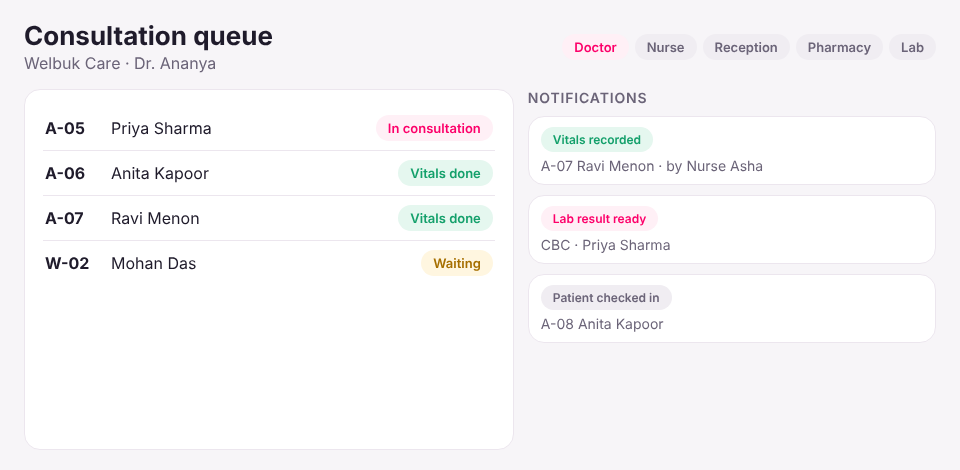 Consultation queue
Welbuk Care · Dr. Ananya
Doctor Nurse Reception Pharmacy Lab
A-05 Priya Sharma In consultation
A-06 Anita Kapoor Vitals done
A-07 Ravi Menon Vitals done
W-02 Mohan Das Waiting
NOTIFICATIONS
Vitals recorded
A-07 Ravi Menon · by Nurse Asha
Lab result ready
CBC · Priya Sharma
Patient checked in
A-08 Anita Kapoor